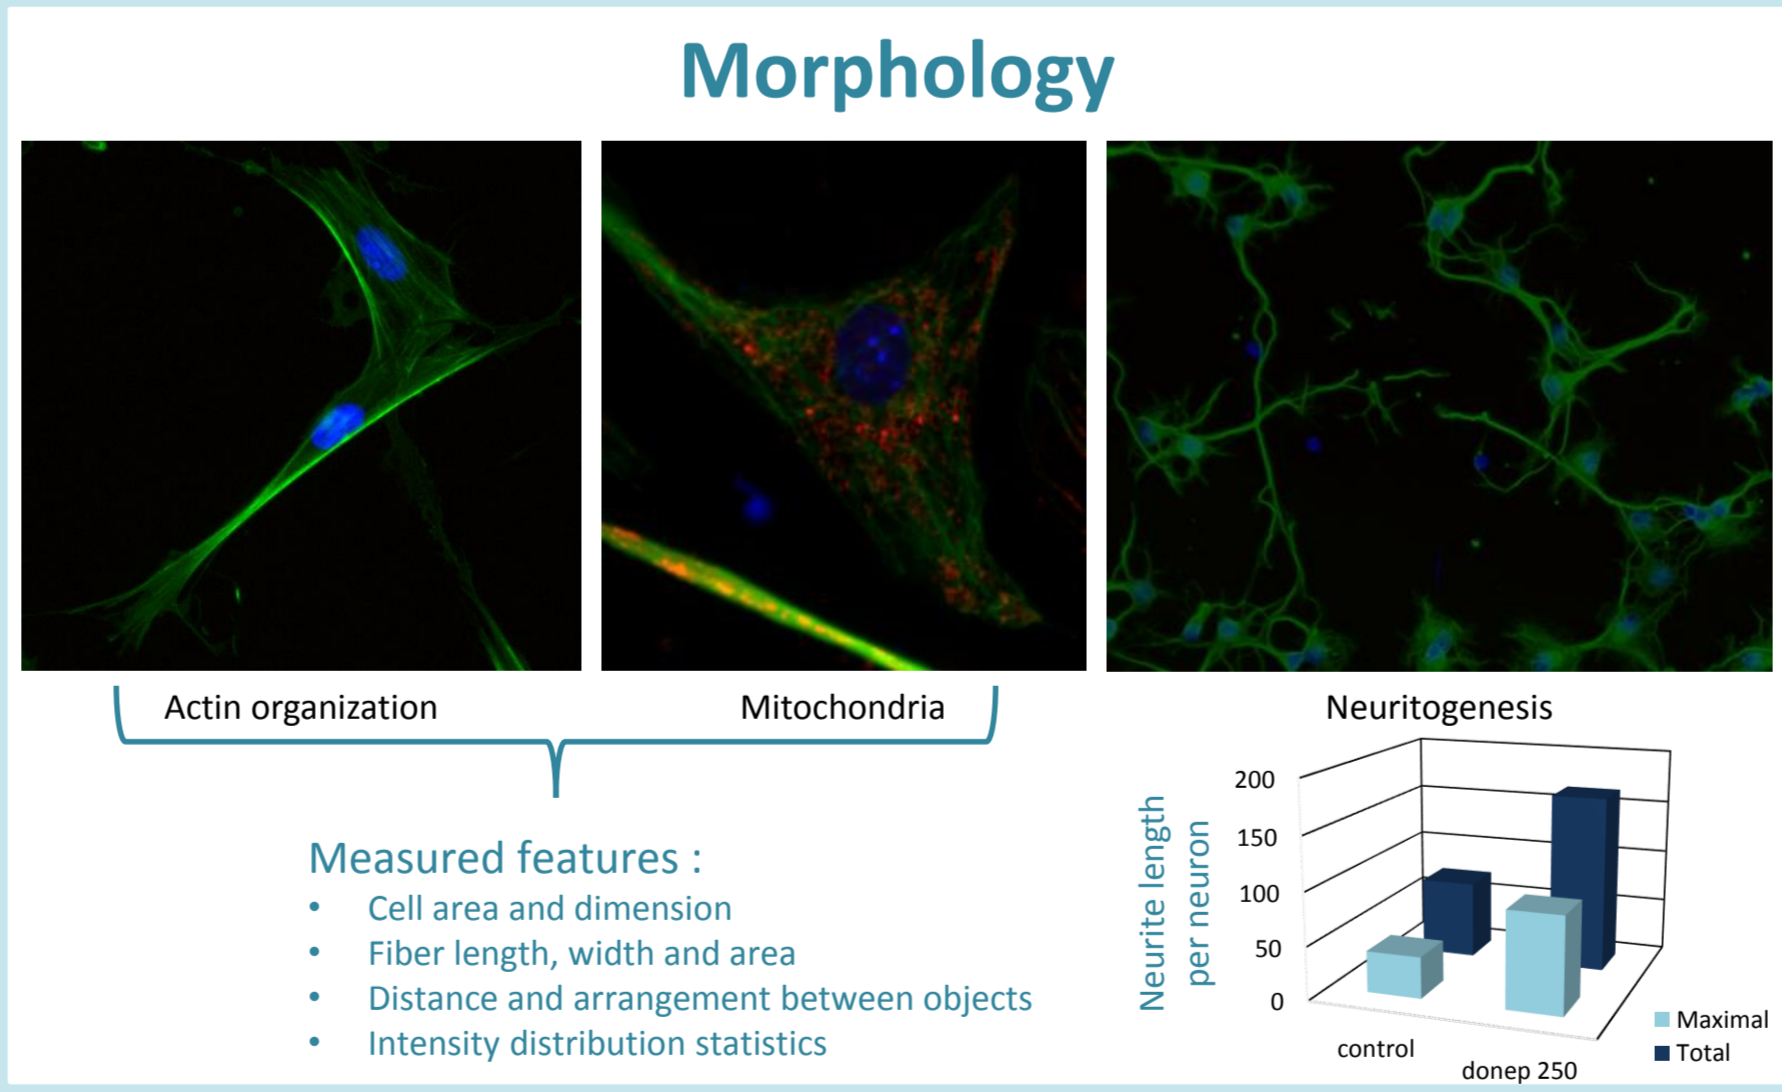 Morphology
Actin organization
Mitochondria
Neuritogenesis
Measured features :
• Cell area and dimension
• Fiber length, width and area
• Distance and arrangement between objects
• Intensity distribution statistics
Neurite length
per neuron
200
150
100
50
0
control
donep 250
Maximal
Total